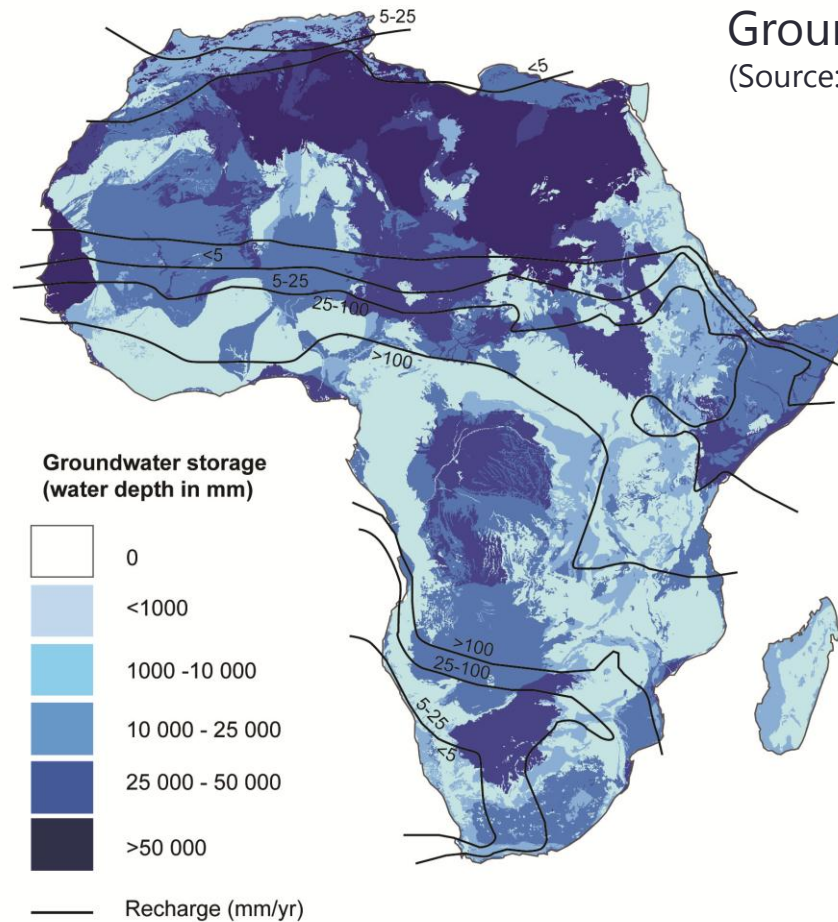 5-25
Groun
(Source:
<5
<5
5-25
25-100
>100
Groundwater storage
(water depth in mm)
0
<1000
1000 -10 000
10 000 - 25 000
25 000 - 50 000
>50 000
Recharge (mm/yr)
>100
25-100
5-25
<5